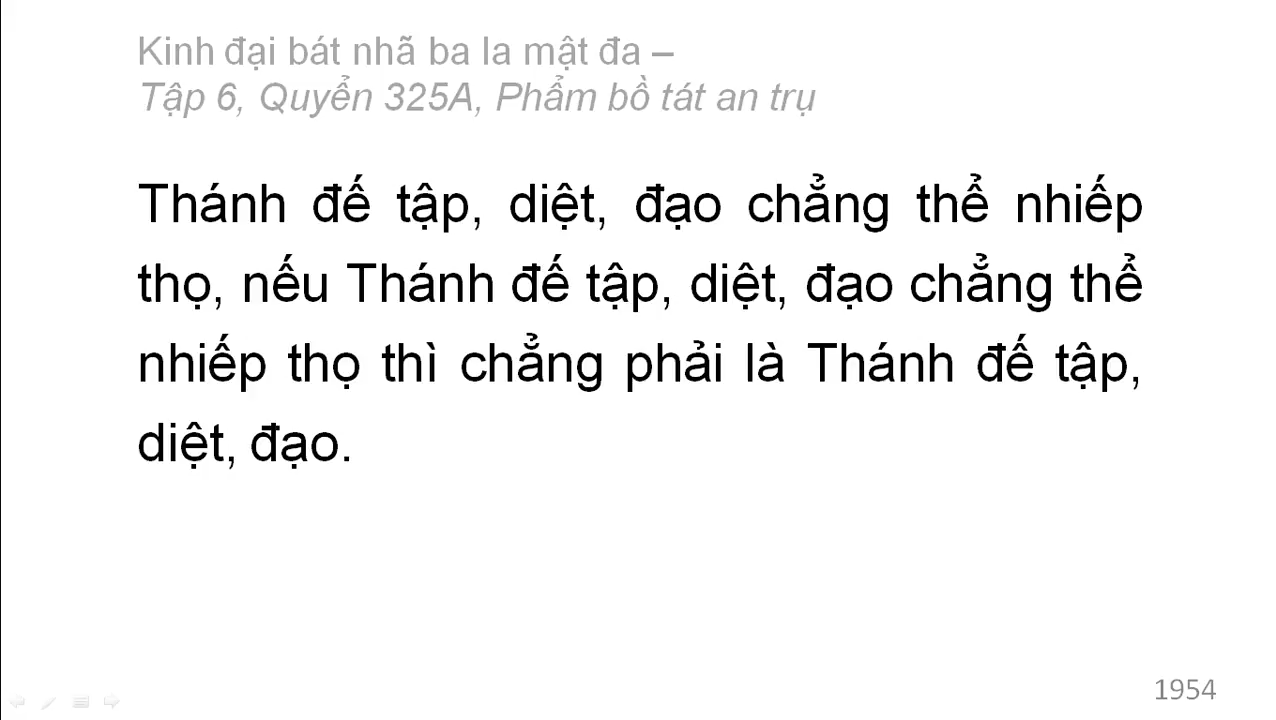 Kinh đại bát nhã ba la mật đa –
Tập 6, Quyển 325A, Phẩm bồ tát an trụ
Thánh đế tập, diệt, đạo chẳng thể nhiếp
thọ, nếu Thánh đế tập, diệt, đạo chẳng thể
nhiếp thọ thì chẳng phải là Thánh đế tập,
diệt, đạo.
1954